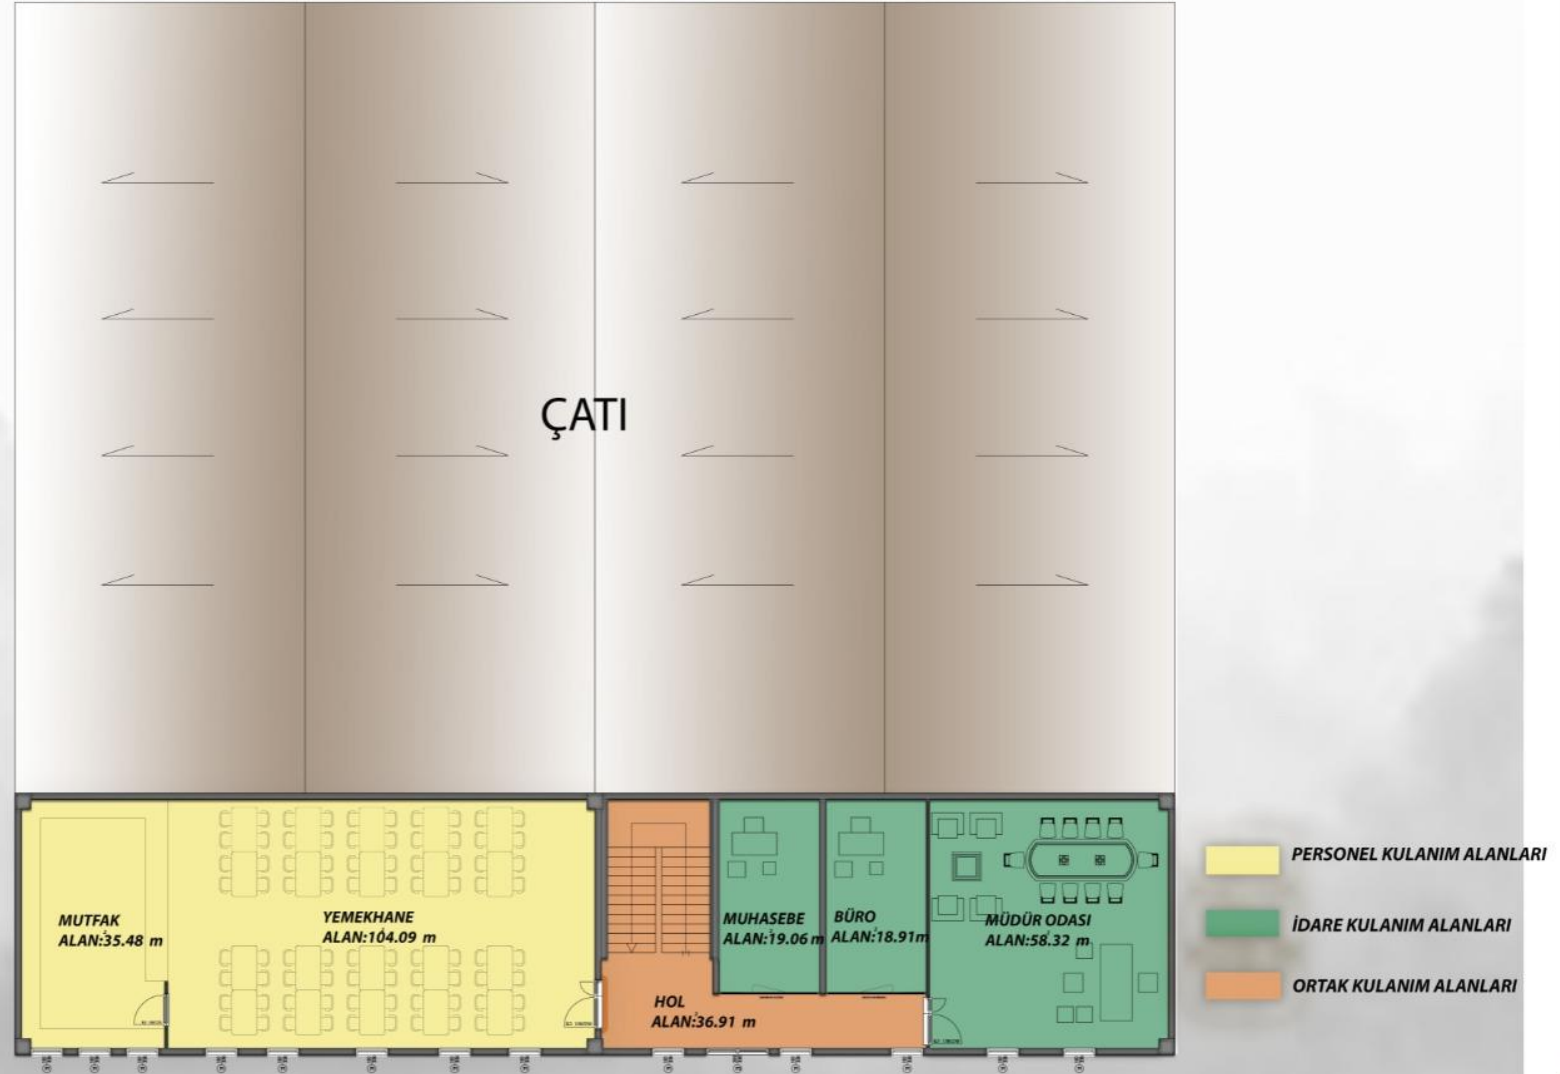 ÇATI
MUTFAK
ALAN:35.48 m
YEMEKHANE
ALAN:104.09 m
MUHASEBE
ALAN:19.06 m
BÜRO
ALAN:18.91m
MÜDÜR ODASI
ALAN:58.32 m
HOL
ALAN:36.91 m
PERSONEL KULANIM ALANLARI
İDARE KULANIM ALANLARI
ORTAK KULANIM ALANLARI